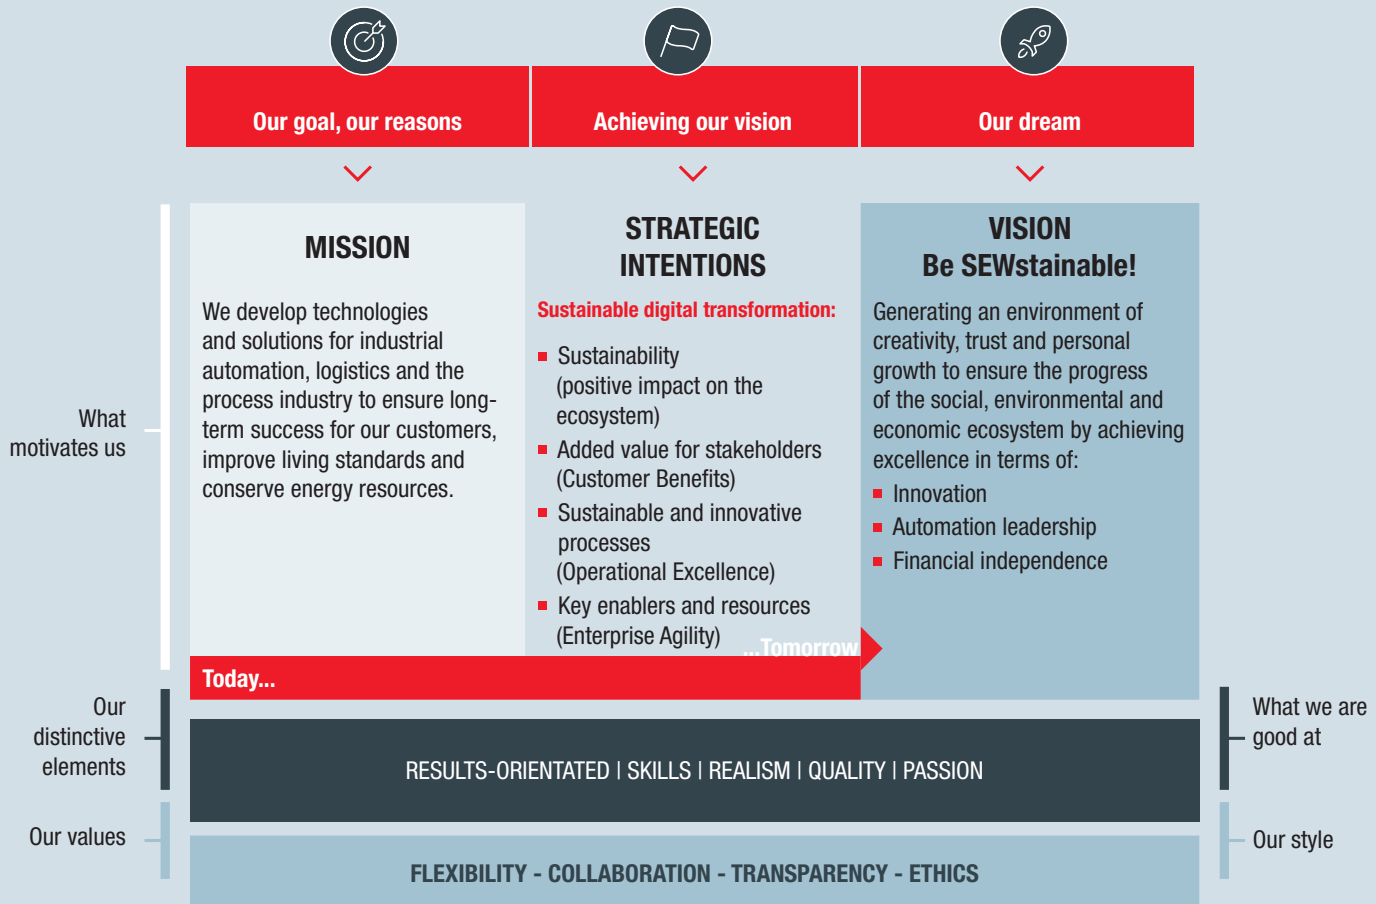 Our goal, our reasons
Achieving our vision
Our dream
What
motivates us
MISSION
We develop technologies
and solutions for industrial
automation, logistics and the
process industry to ensure long-
term success for our customers,
improve living standards and
conserve energy resources.
STRATEGIC
INTENTIONS
Sustainable digital transformation:
Sustainability
(positive impact on the
ecosystem)
Added value for stakeholders
(Customer Benefits)
Sustainable and innovative
processes
(Operational Excellence)
Key enablers and resources
(Enterprise Agility)
VISION
Be SEWstainable!
Generating an environment of
creativity, trust and personal
growth to ensure the progress
of the social, environmental and
economic ecosystem by achieving
excellence in terms of:
Innovation
Automation leadership
Financial independence
Today...
...Tomorrow
Our
distinctive
elements
RESULTS-ORIENTATED | SKILLS | REALISM | QUALITY | PASSION
What we are
good at
Our values
FLEXIBILITY - COLLABORATION - TRANSPARENCY - ETHICS
Our style